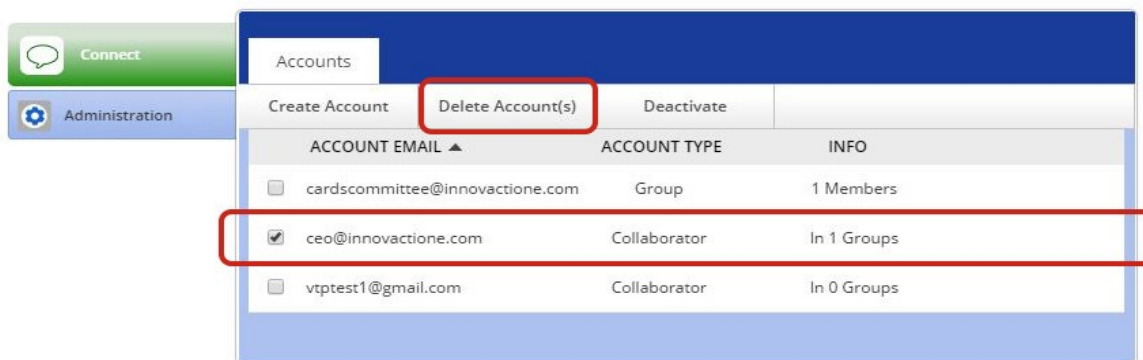 Connect
Administration
Accounts
Create Account Delete Account(s) Deactivate
ACCOUNT EMAIL ▲ ACCOUNT TYPE INFO
cardscommittee@innovactione.com Group 1 Members
ceo@innovactione.com Collaborator In 1 Groups
vtptest1@gmail.com Collaborator In 0 Groups